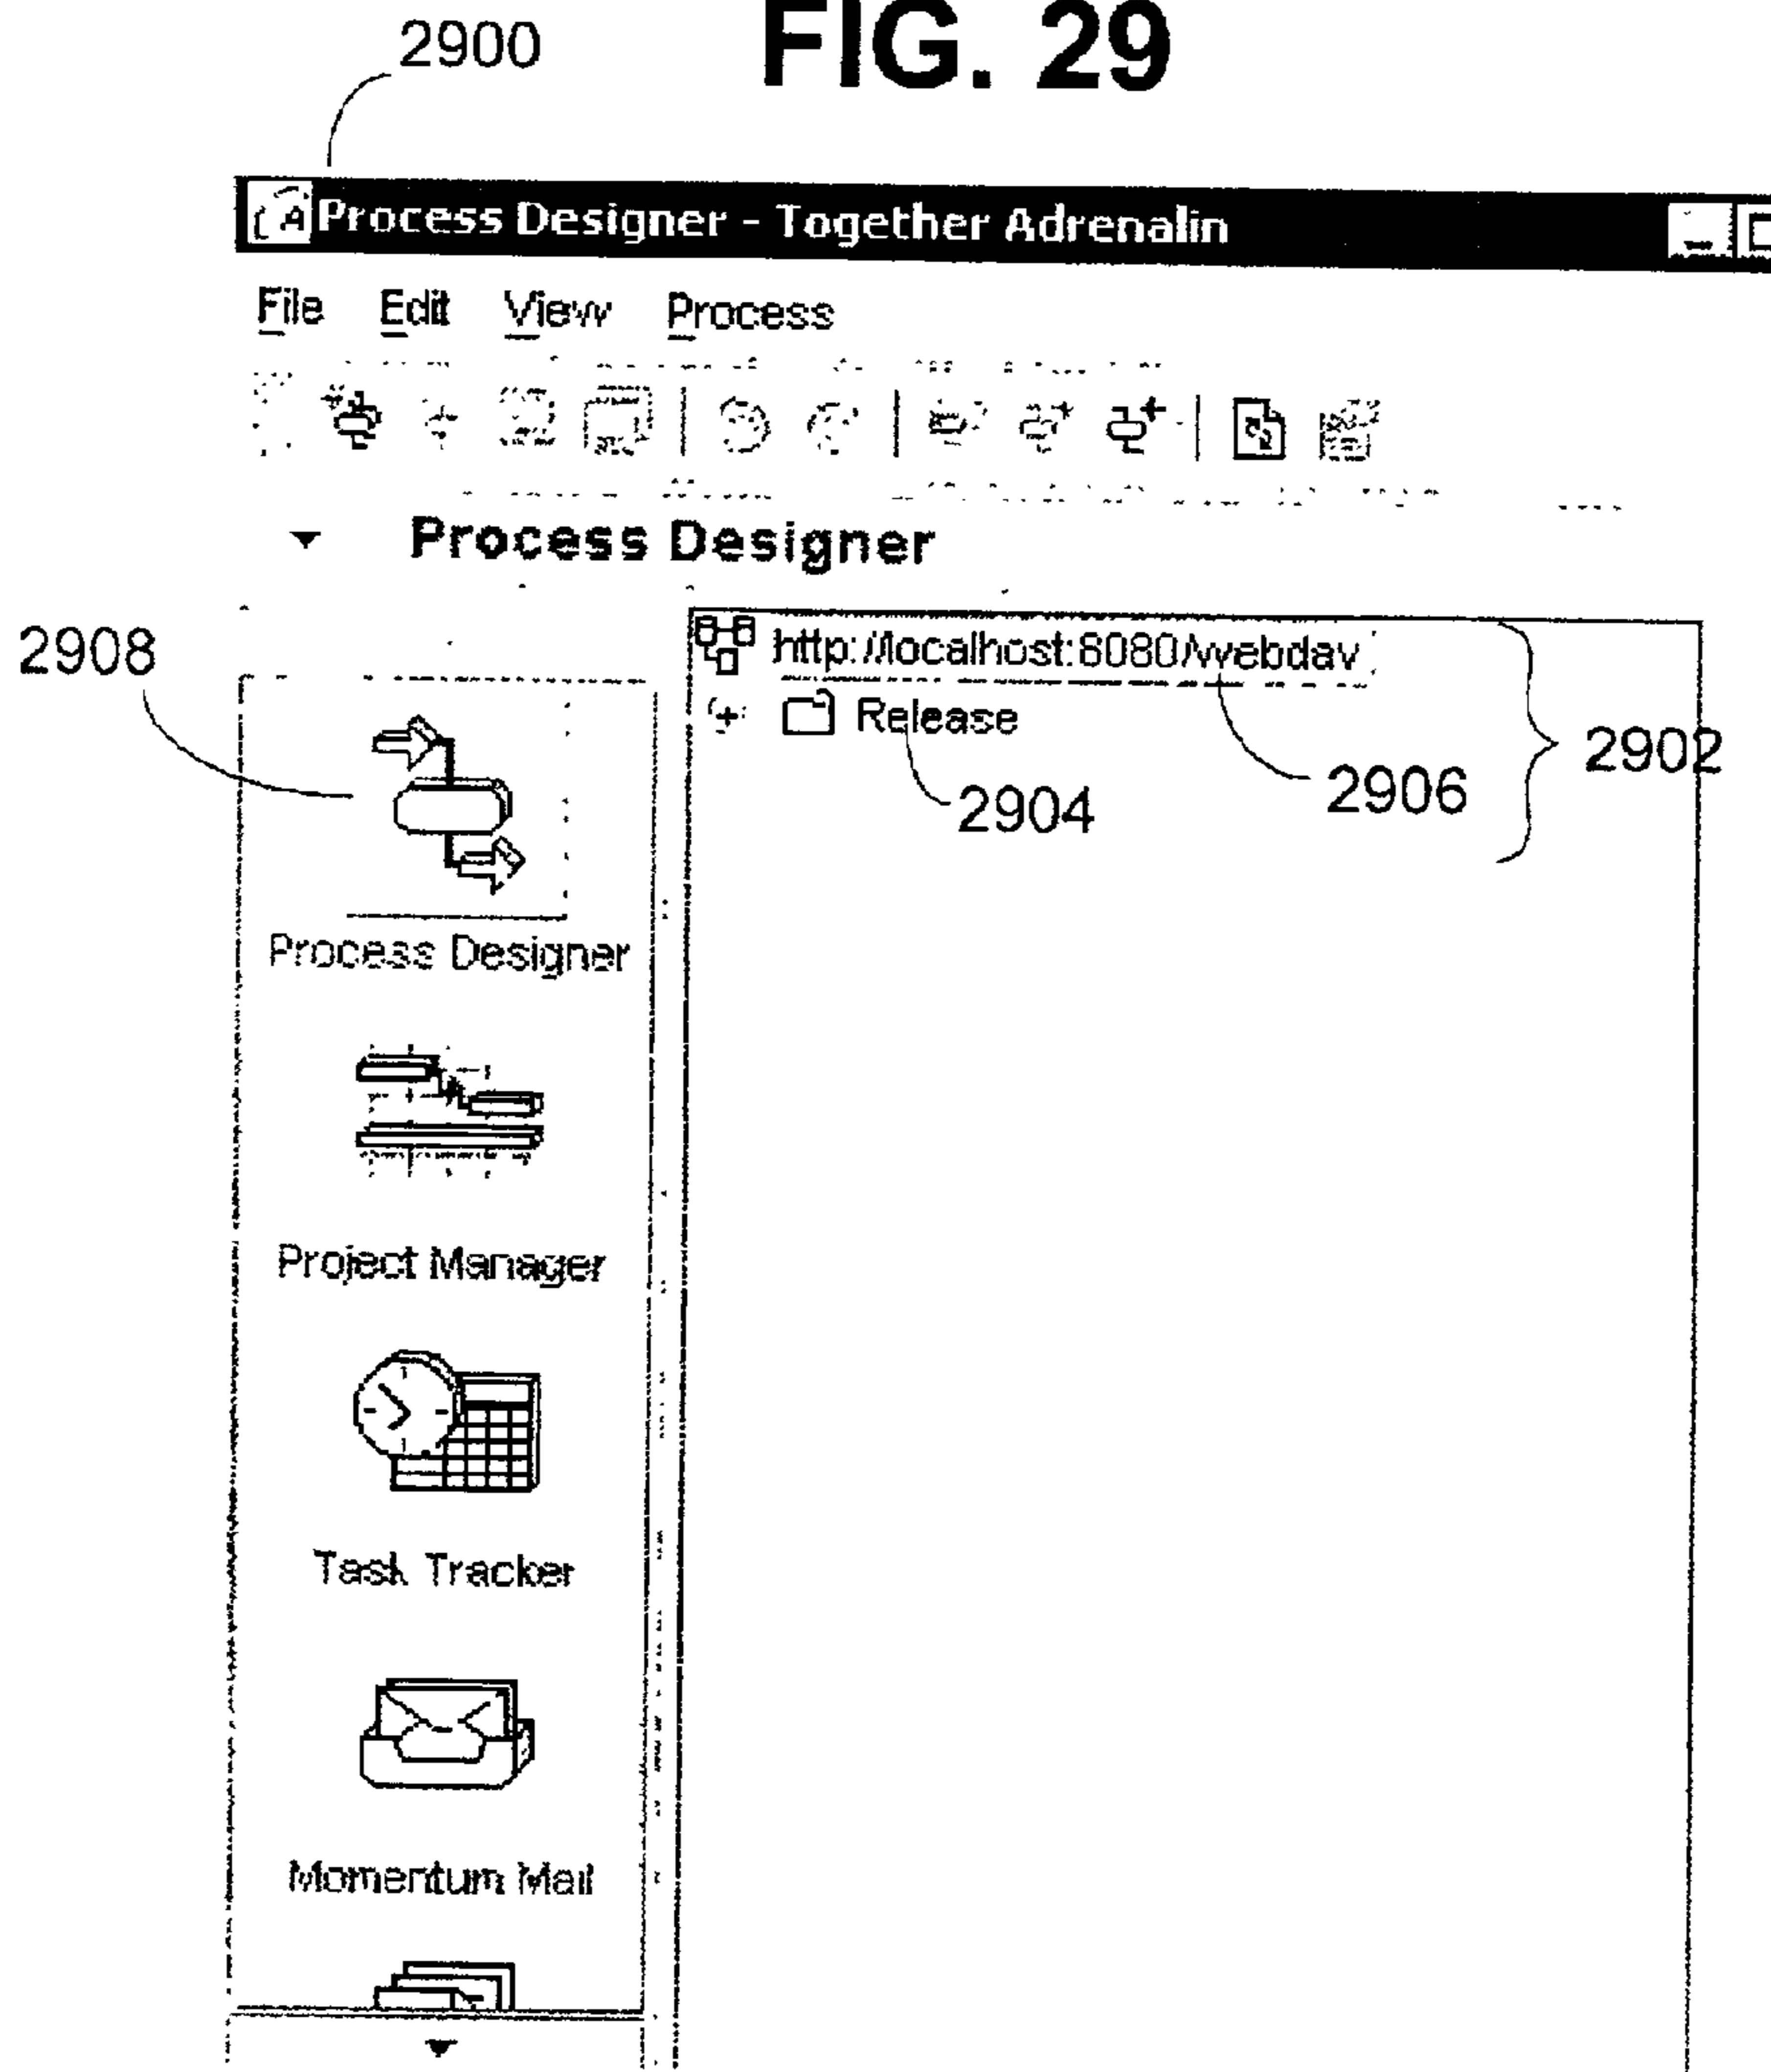 FIG. 29
2900
Process Designer - Together Adrenalin
File Edit View Process
Process Designer
2908
http://localhost:8080/webdav
Release
2902
2906
2904
Process Designer
Project Manager
Task Tracker
Momentum Mail